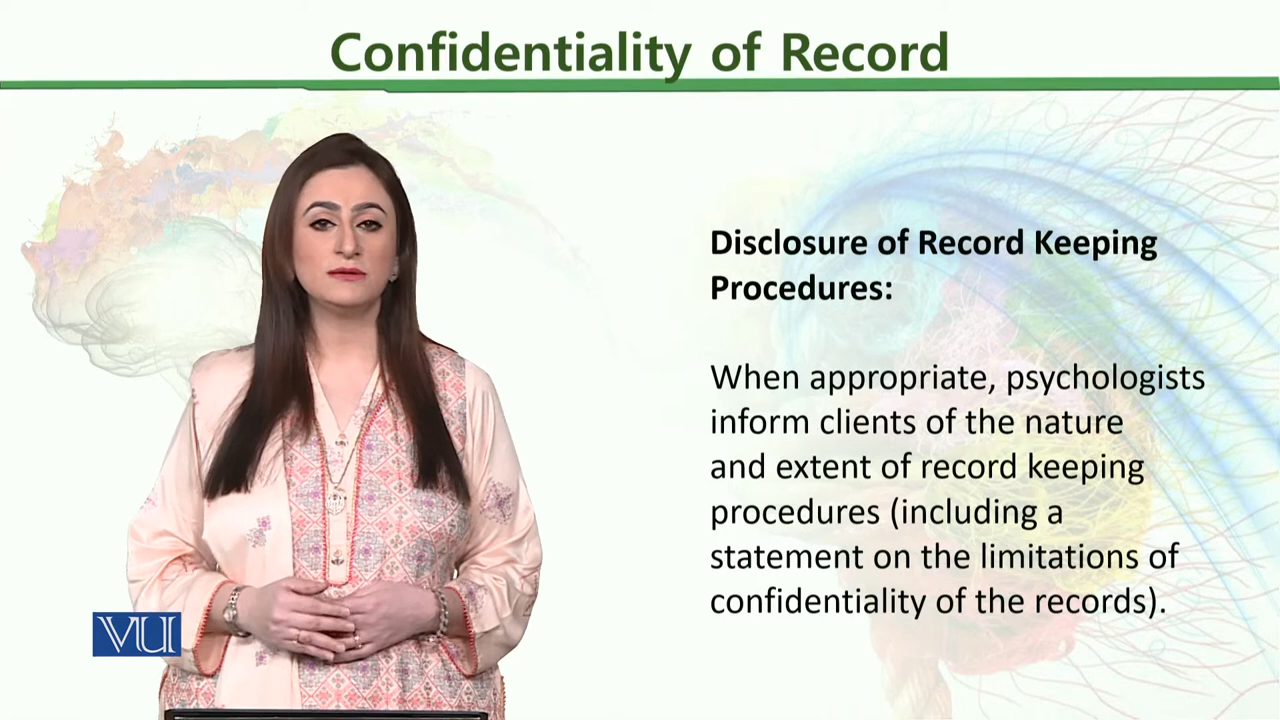 Confidentiality of Record
Disclosure of Record Keeping
Procedures:
When appropriate, psychologists
inform clients of the nature
and extent of record keeping
procedures (including a
statement on the limitations of
confidentiality of the records).
VU